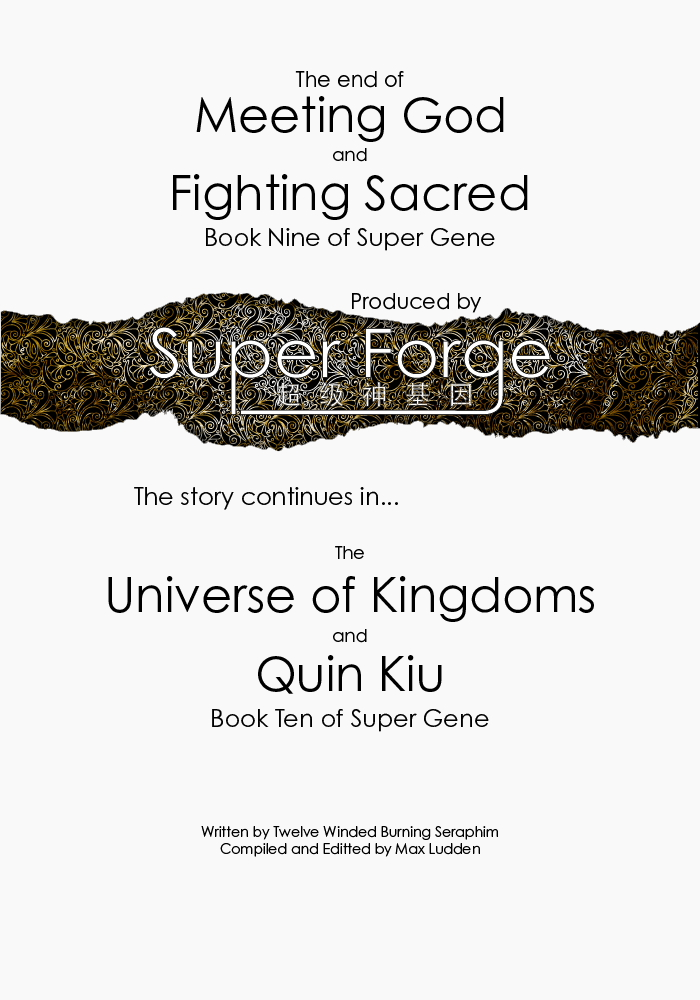 The end of
Meeting God
and
Fighting Sacred
Book Nine of Super Gene
Produced by
Super Forge
超级神基因
The story continues in...
The
Universe of Kingdoms
and
Quin Kiu
Book Ten of Super Gene
Written by Twelve Winded Burning Seraphim
Compiled and Editted by Max Ludden